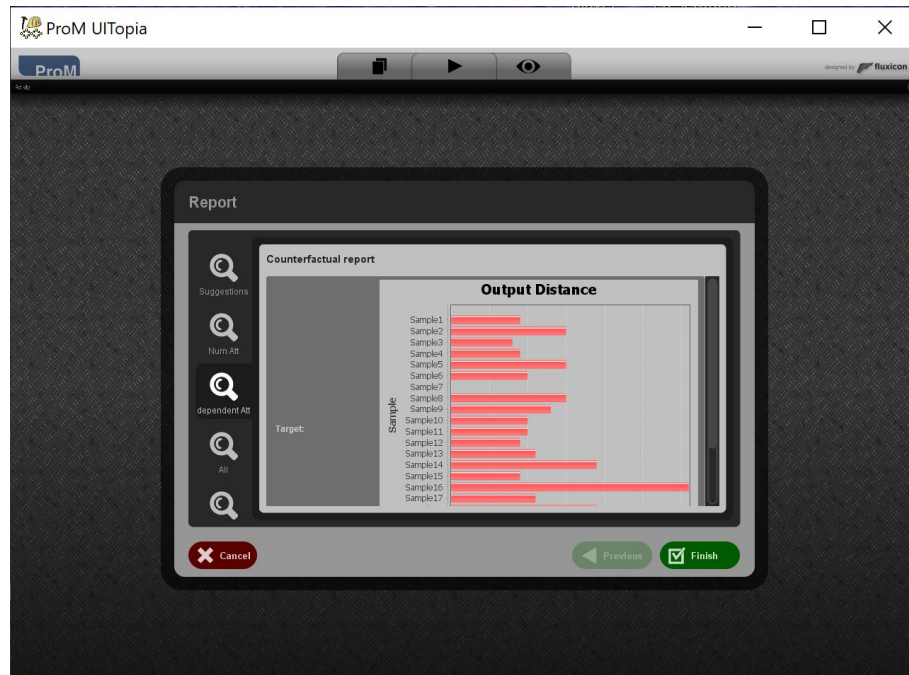 ProM UITopia
ProM
designed by fluxicon
Activity
Report
Suggestions
Num Att
dependent Att
All
Counterfactual report
Output Distance
Target:
Sample
Sample1
Sample2
Sample3
Sample4
Sample5
Sample6
Sample7
Sample8
Sample9
Sample10
Sample11
Sample12
Sample13
Sample14
Sample15
Sample16
Sample17
Cancel
Previous
Finish